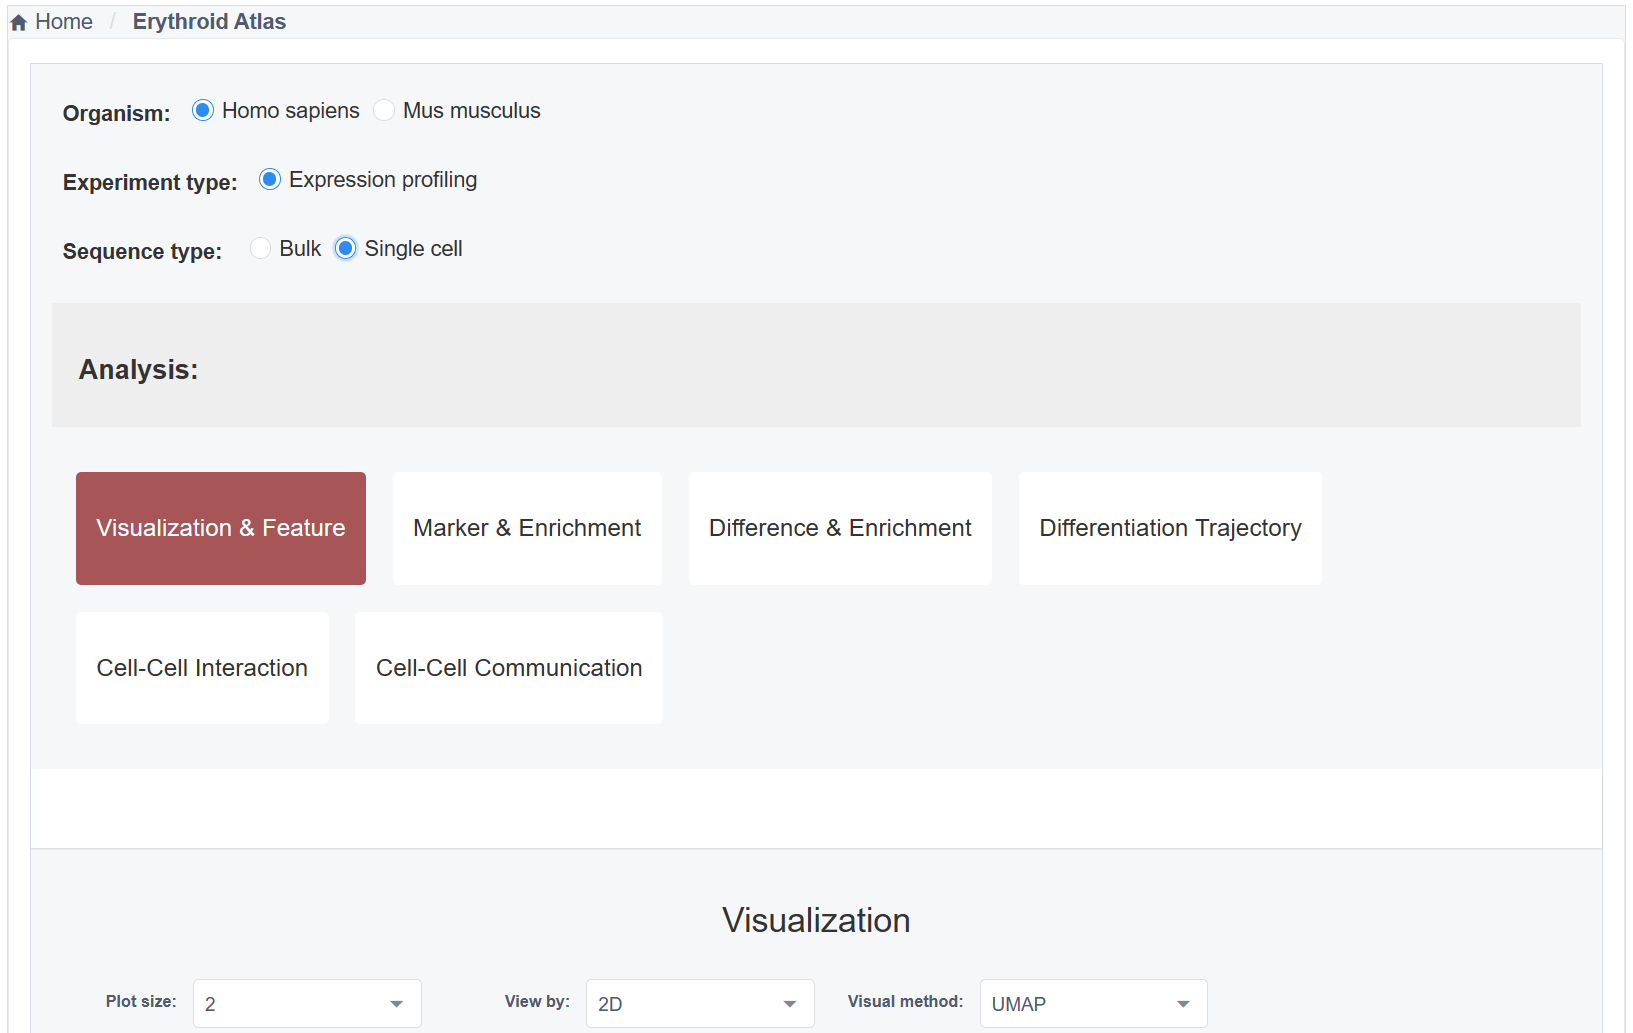 Home / Erythroid Atlas
Organism: Homo sapiens Mus musculus
Experiment type: Expression profiling
Sequence type: Bulk Single cell
Analysis:
Visualization & Feature Marker & Enrichment Difference & Enrichment Differentiation Trajectory
Cell-Cell Interaction Cell-Cell Communication
Visualization
Plot size: 2 View by: 2D Visual method: UMAP